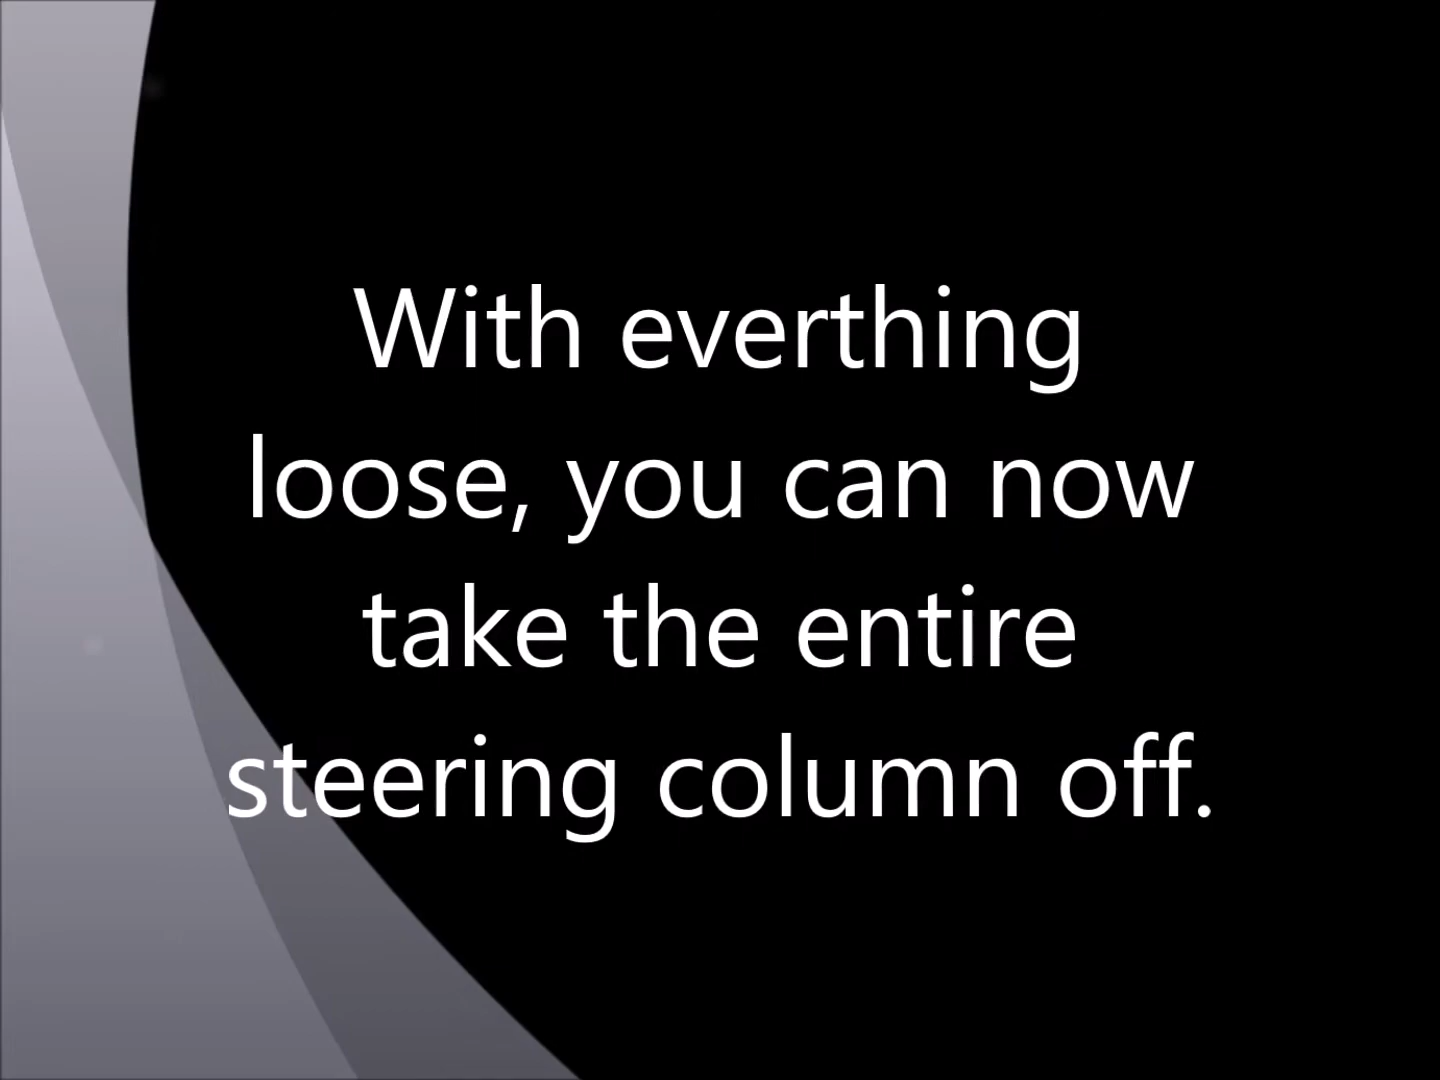 With everthing
loose, you can now
take the entire
steering column off.